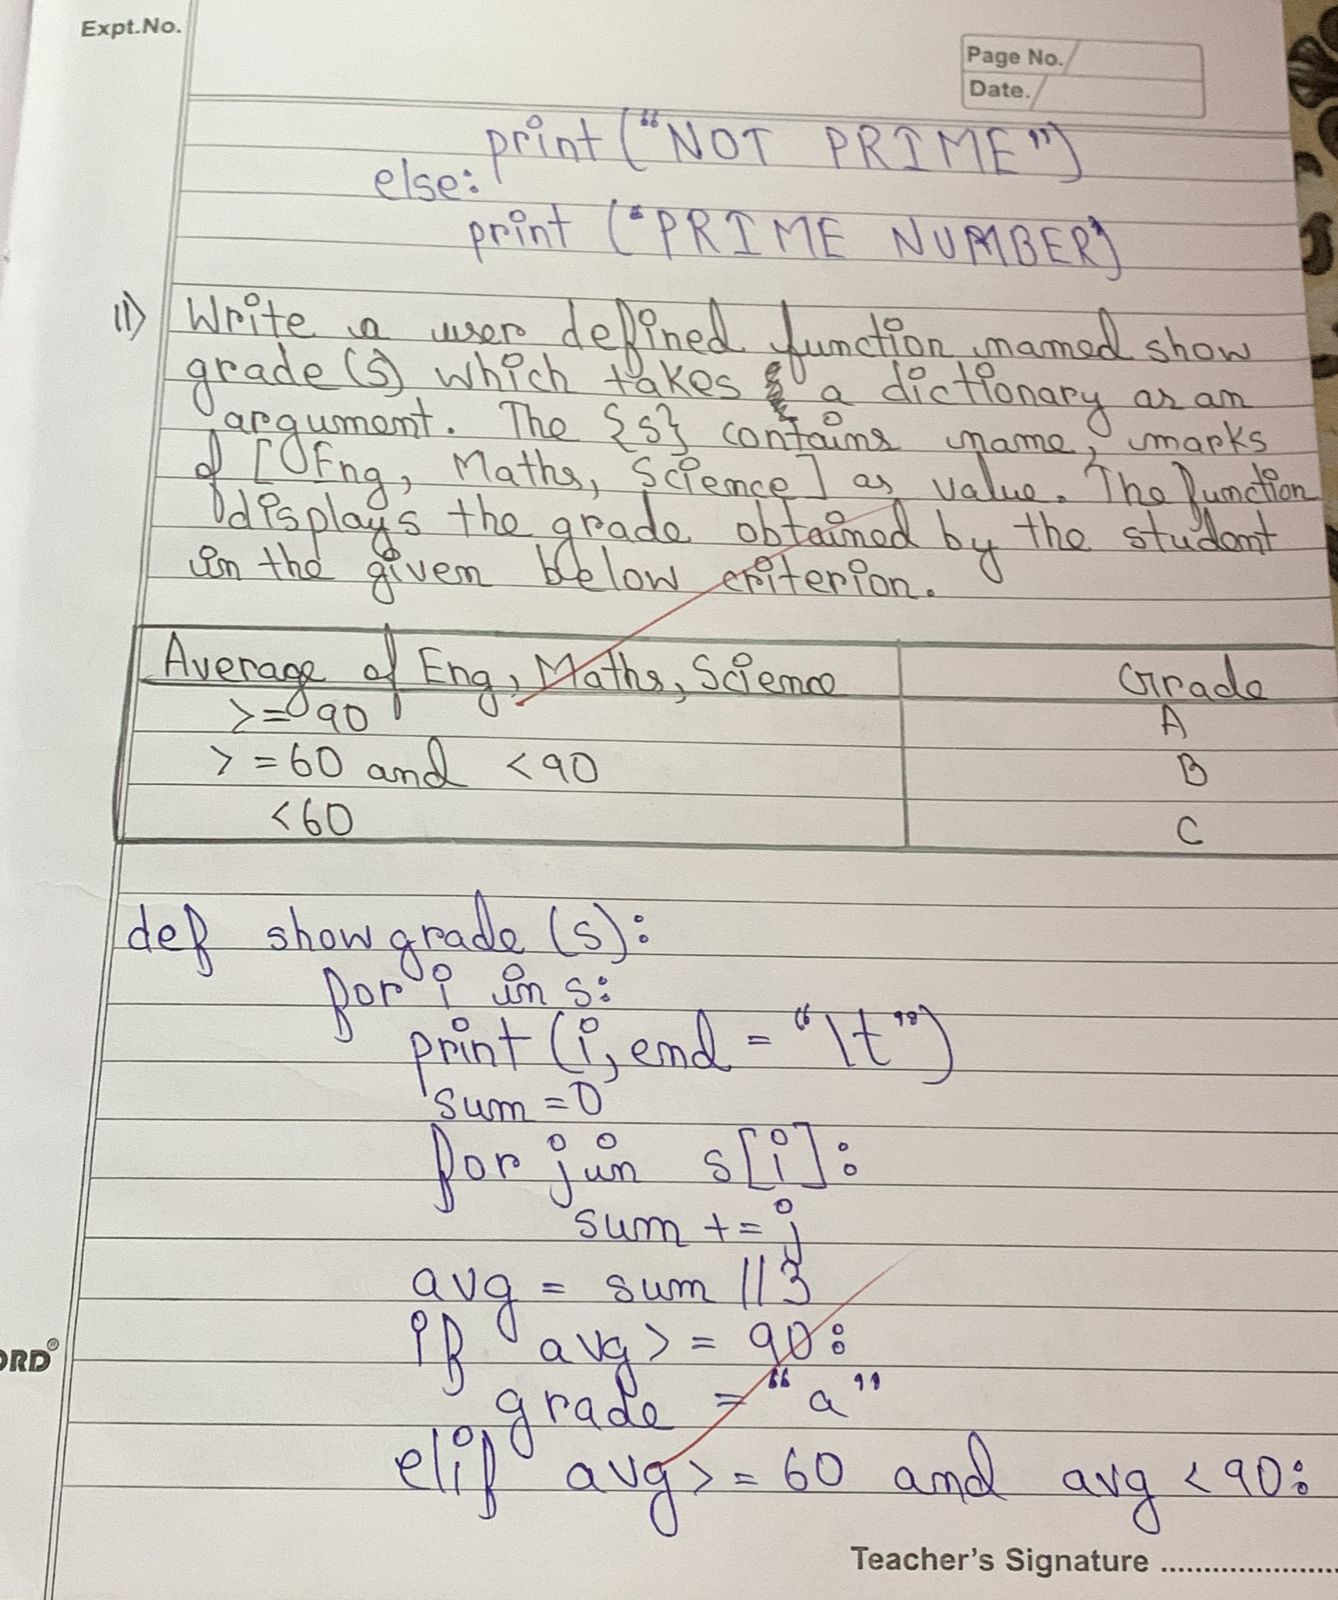 Expt.No.
Page No.
Date.
print ("NOT PRIME")
else:
print ("PRIME NUMBER")
11) Write a user defined function named show
grade (s) which takes a dictionary as an
argument. The {s} contains name, marks
of [Eng, Maths, Science] as value. The function
displays the grade obtained by the student
in the given below criterion.
Average of Eng, Maths, Science Grade
>= 90 A
>= 60 and <90 B
<60 C
def showgrade (s):
for i in s:
print (i, end = "\t")
sum = 0
for j in s[i]:
sum += j
avg = sum //3
if avg >= 90:
grade = "a"
elif avg >= 60 and avg < 90:
ORD®
Teacher's Signature ....................